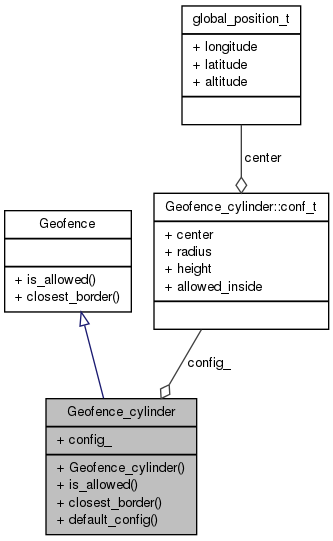 global_position_t
+ longitude
+ latitude
+ altitude
center
Geofence_cylinder::conf_t
+ center
+ radius
+ height
+ allowed_inside
Geofence
+ is_allowed()
+ closest_border()
config_
Geofence_cylinder
+ config_
+ Geofence_cylinder()
+ is_allowed()
+ closest_border()
+ default_config()